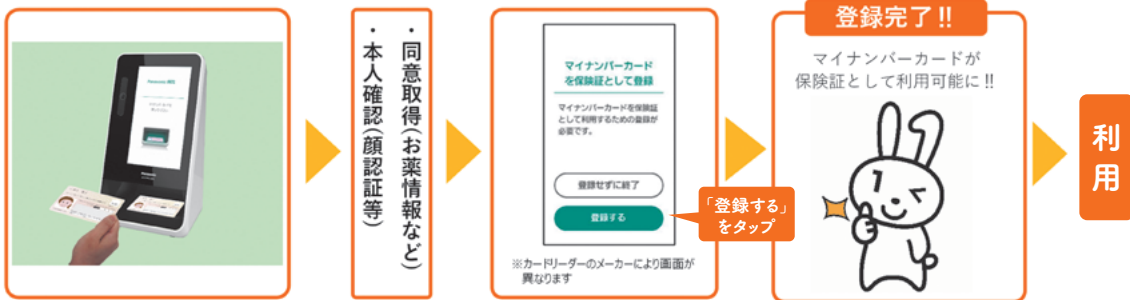 Panasonic
・同意取得(お薬情報など)
・本人確認(顔認証等)
マイナンバーカード
を保険証として登録
マイナンバーカードを保険証
として利用するための登録が
必要です。
登録せずに終了
登録する
「登録する」
をタップ
※カードリーダーのメーカーにより画面が
異なります
登録完了!!
マイナンバーカードが
保険証として利用可能に!!
利用